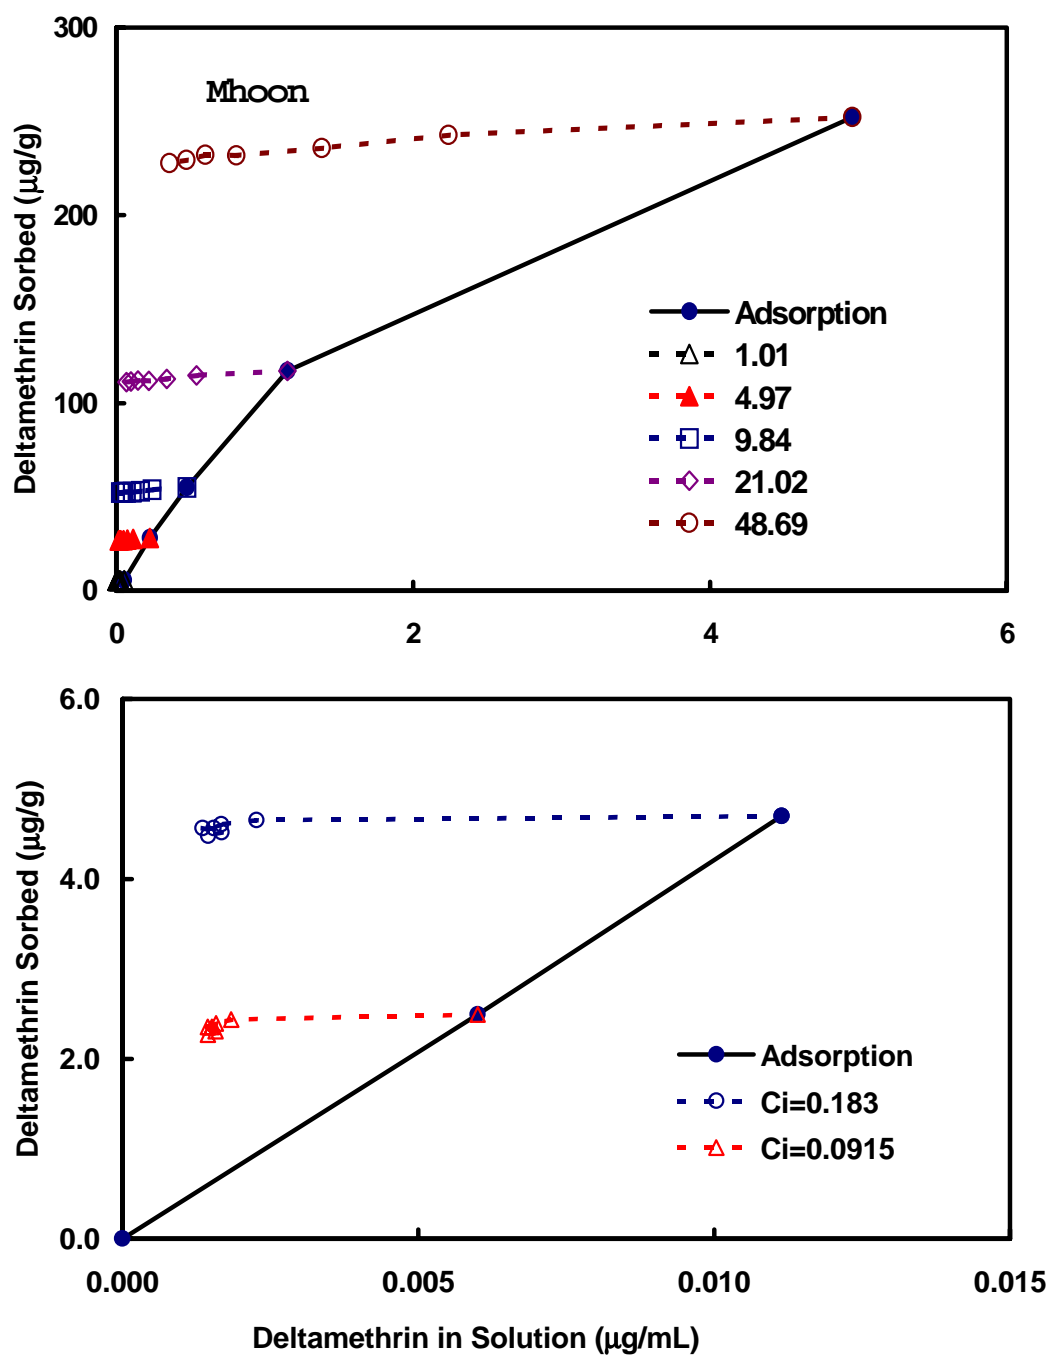 300
Mhoon
200
100
0
Deltamethrin Sorbed (μg/g)
Adsorption
1.01
4.97
9.84
21.02
48.69
0 2 4 6
6.0
4.0
2.0
0.0
Deltamethrin Sorbed (μg/g)
Adsorption
Ci=0.183
Ci=0.0915
0.000 0.005 0.010 0.015
Deltamethrin in Solution (μg/mL)